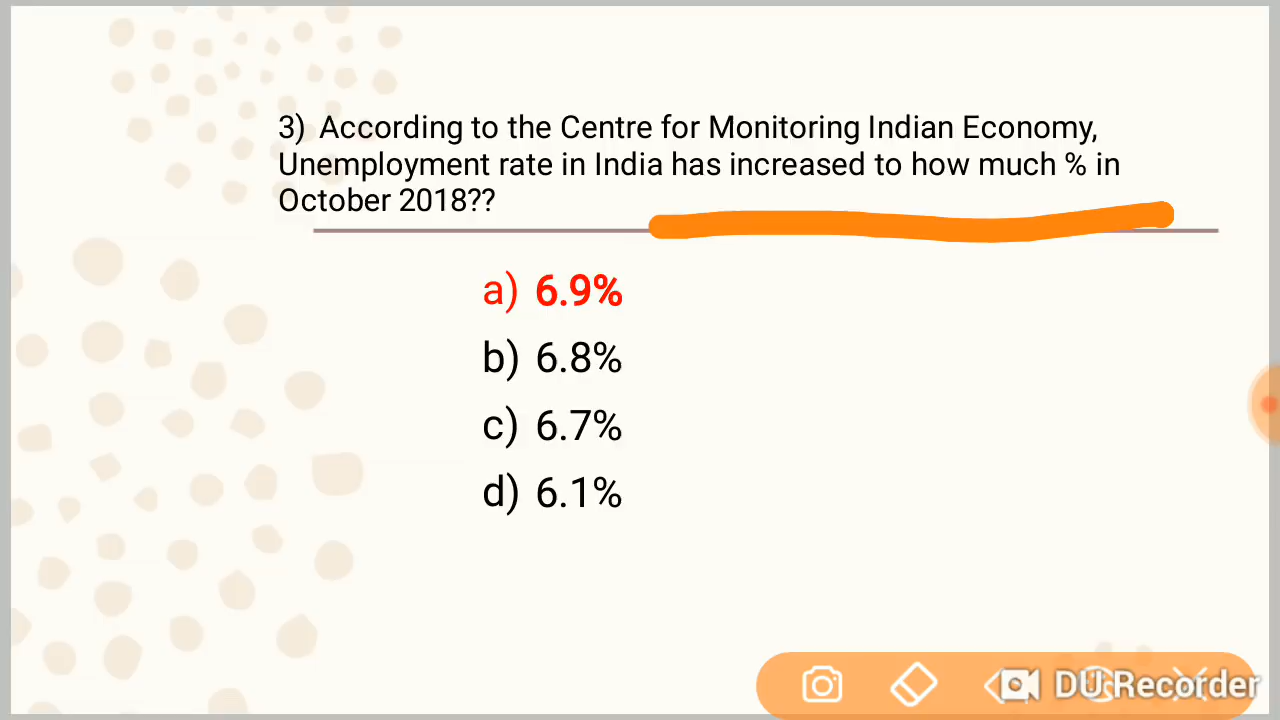 3) According to the Centre for Monitoring Indian Economy,
Unemployment rate in India has increased to how much % in
October 2018??
a) 6.9%
b) 6.8%
c) 6.7%
d) 6.1%
DU Recorder